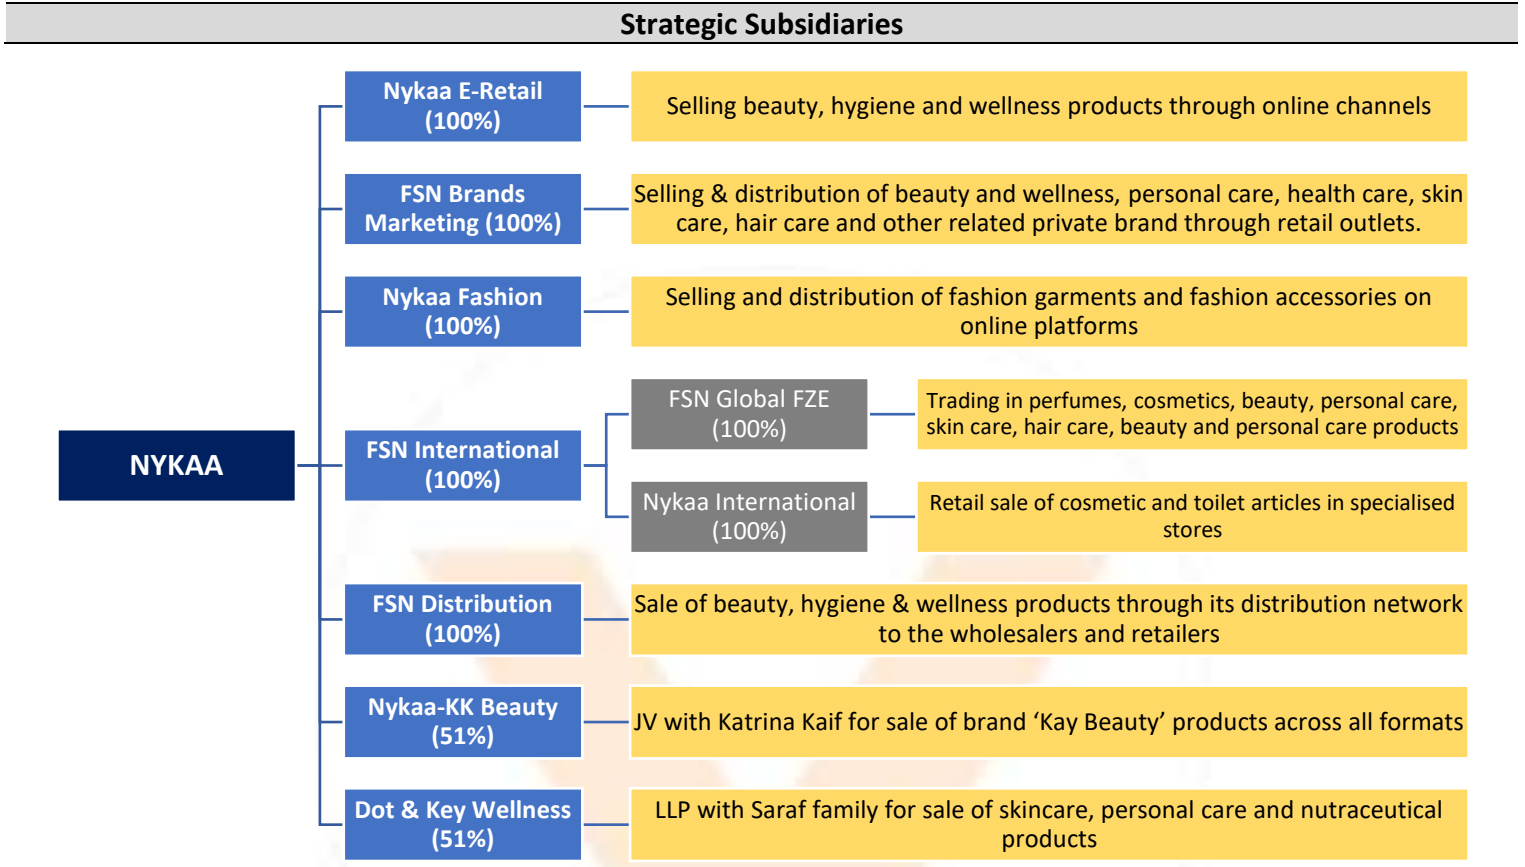 Strategic Subsidiaries
NYKAA
Nykaa E-Retail
(100%)
Selling beauty, hygiene and wellness products through online channels
FSN Brands
Marketing (100%)
Selling & distribution of beauty and wellness, personal care, health care, skin
care, hair care and other related private brand through retail outlets.
Nykaa Fashion
(100%)
Selling and distribution of fashion garments and fashion accessories on
online platforms
FSN International
(100%)
FSN Global FZE
(100%)
Trading in perfumes, cosmetics, beauty, personal care,
skin care, hair care, beauty and personal care products
Nykaa International
(100%)
Retail sale of cosmetic and toilet articles in specialised
stores
FSN Distribution
(100%)
Sale of beauty, hygiene & wellness products through its distribution network
to the wholesalers and retailers
Nykaa-KK Beauty
(51%)
JV with Katrina Kaif for sale of brand ‘Kay Beauty’ products across all formats
Dot & Key Wellness
(51%)
LLP with Saraf family for sale of skincare, personal care and nutraceutical
products